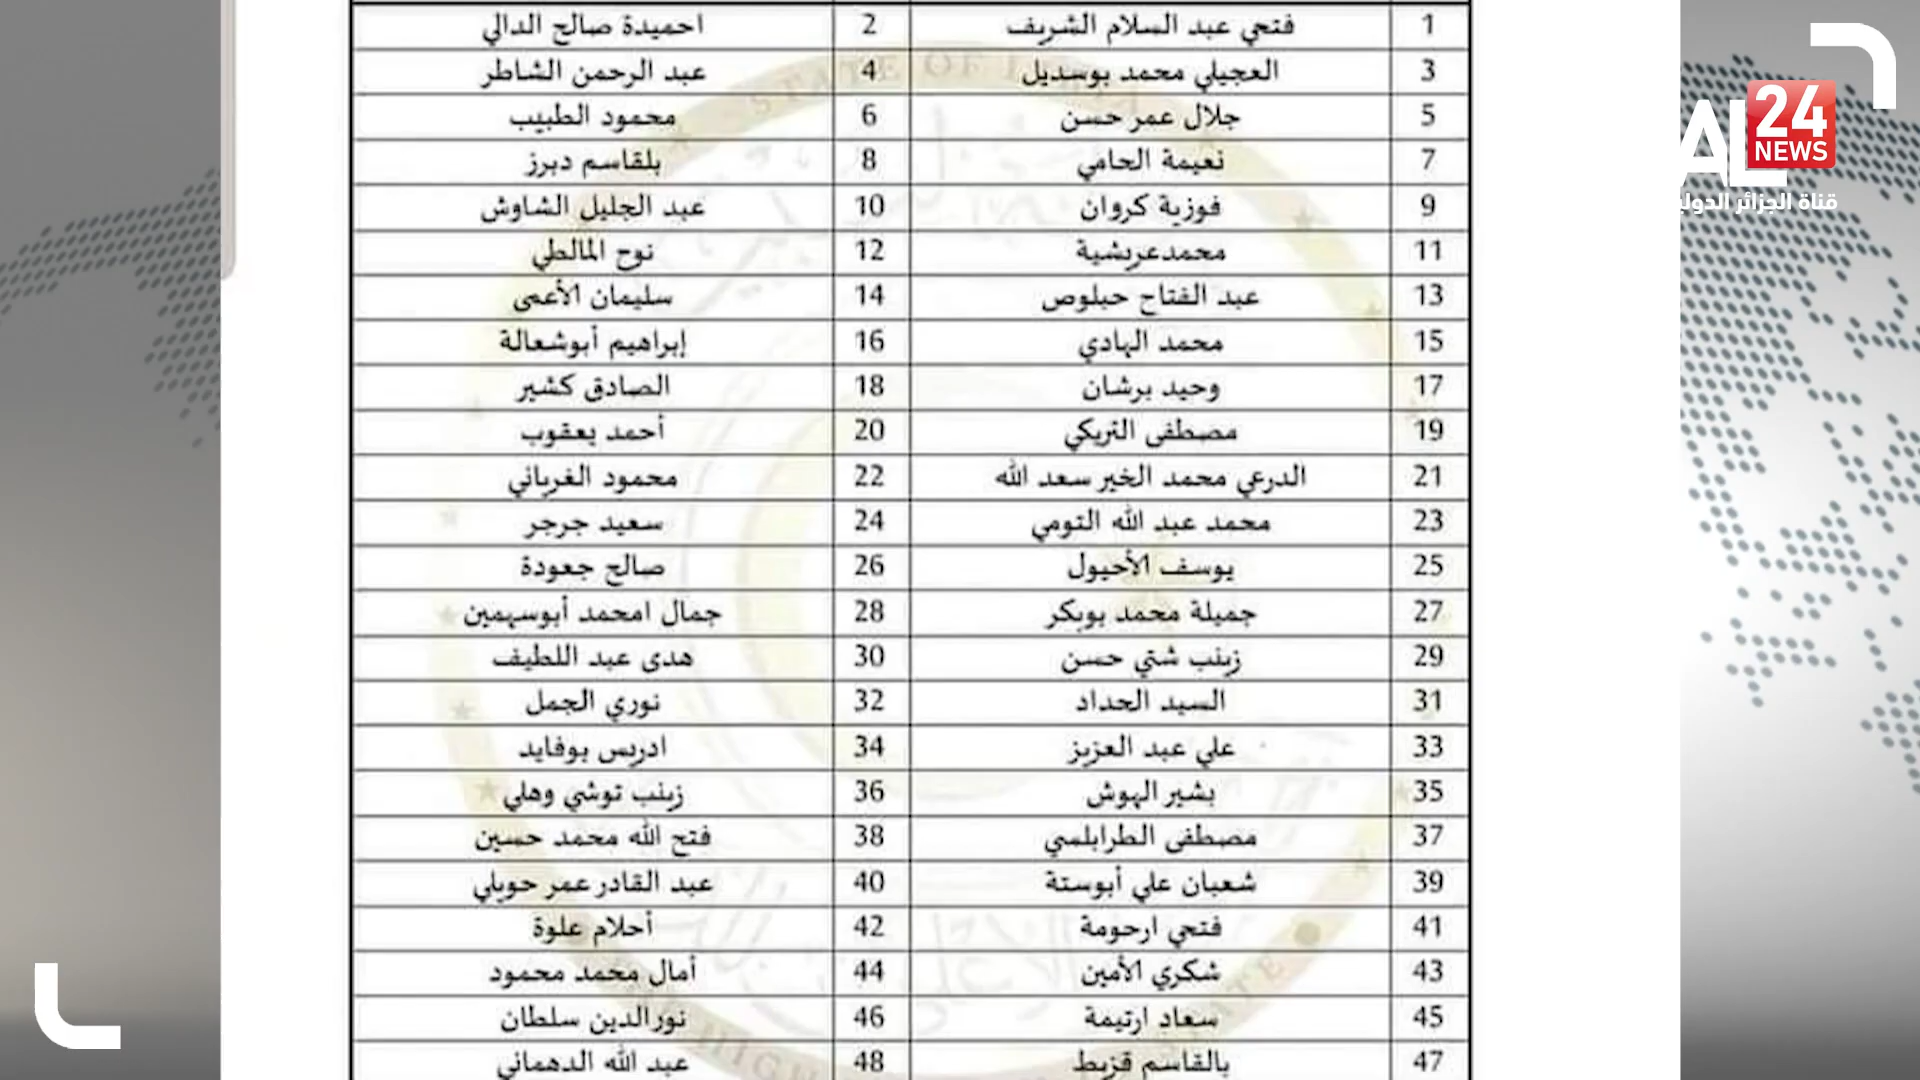 1 فتحي عبد السلام الشريف 2 احميدة صالح الدالي
3 العجيلي محمد بوسديل 4 عبد الرحمن الشاطر
5 جلال عمر حسن 6 محمود الطبيب
7 نعيمة الحامي 8 بلقاسم دبرز
9 فوزية كروان 10 عبد الجليل الشاوش
11 محمدعريشية 12 نوح المالطي
13 عبد الفتاح حبلوص 14 سليمان الأعمى
15 محمد الهادي 16 إبراهيم أبوشعالة
17 وحيد برشان 18 الصادق كشير
19 مصطفى التريكي 20 أحمد يعقوب
21 الدرعي محمد الخير سعد الله 22 محمود الغرباني
23 محمد عبد الله التومي 24 سعيد جرجر
25 يوسف الأحيول 26 صالح جعودة
27 جميلة محمد بوبكر 28 جمال امحمد أبوسهمين
29 زينب شتي حسن 30 هدى عبد اللطيف
31 السيد الحداد 32 نوري الجمل
33 علي عبد العزيز 34 ادريس بوفايد
35 بشير الهوش 36 زينب توشي وهلي
37 مصطفى الطرابلسي 38 فتح الله محمد حسين
39 شعبان علي أبوستة 40 عبد القادر عمر حويلي
41 فتحي ارحومة 42 أحلام علوة
43 شكري الأمين 44 أمال محمد محمود
45 سعاد ارتيمة 46 نورالدين سلطان
47 بالقاسم قزيط 48 عبد الله الدهماني
STATE OF LIBYA
HIGH STATE
AL
24
NEWS
قناة الجزائر الدولي